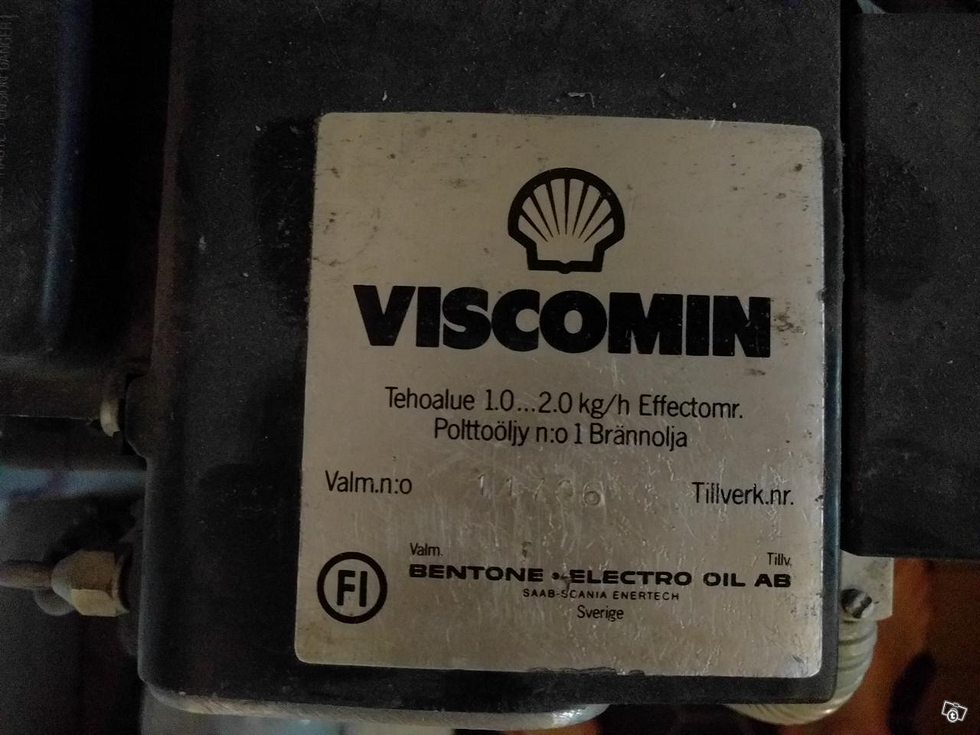 VISCOMIN
Tehoalue 1.0...2.0 kg/h Effectomr.
Polttoöljy n:o 1 Brännolja
Valm.n:o Tillverk.nr.
Valm. Tillv.
BENTONE • ELECTRO OIL AB
SAAB-SCANIA ENERTECH
Sverige
FI